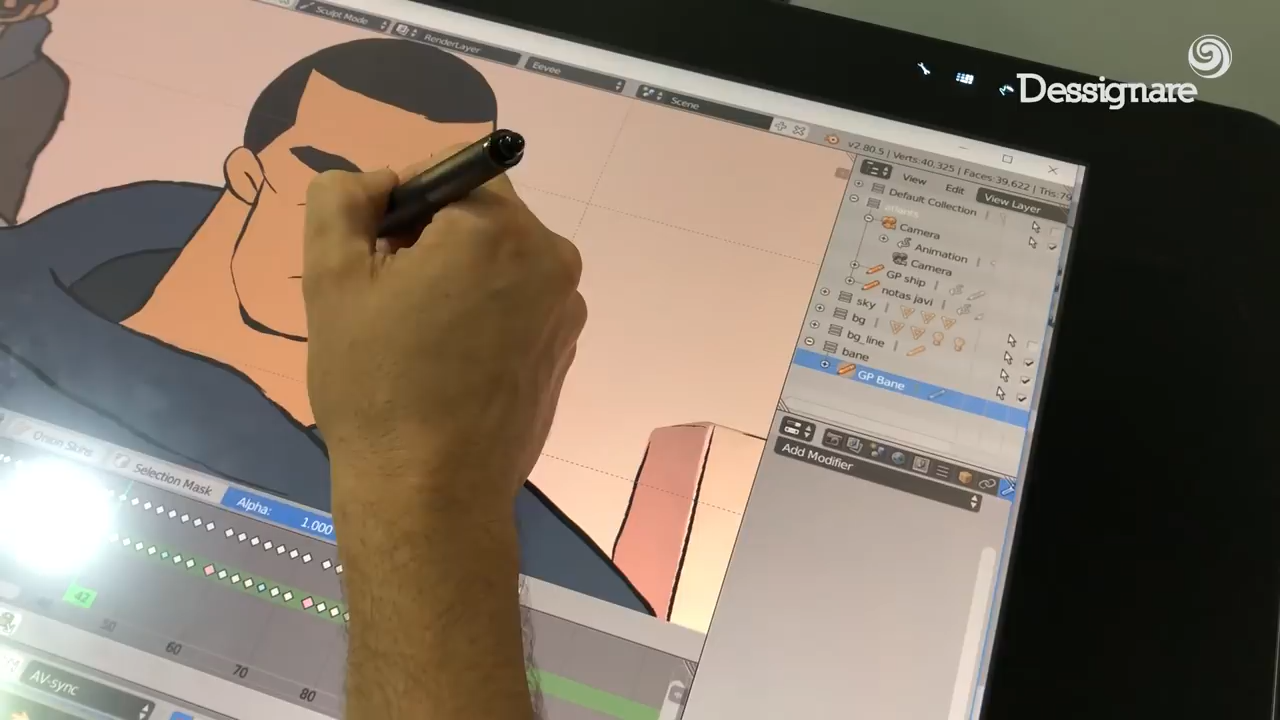 Dessignare
Sculpt Mode
RenderLayer
Eevee
Scene
v2.80.5 | Verts:40,325 | Faces:39,622 | Tris:79
View
Edit
View Layer
Default Collection
atlantis
Camera
Animation
Camera
GP ship
notas javi
sky
bg
bg_line
bane
GP Bane
Add Modifier
Onion Skins
Selection Mask
Alpha: 1.000
42
50
60
70
80
AV-sync